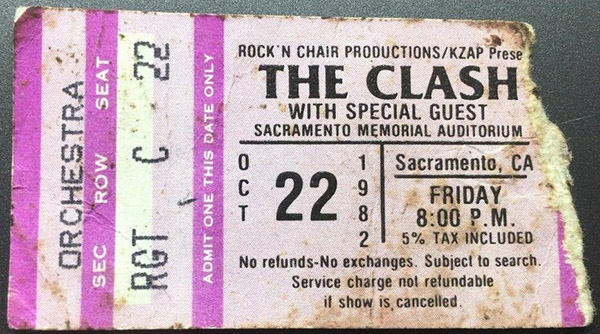 ORCHESTRA
SEC ROW SEAT
RGT C 22
ADMIT ONE THIS DATE ONLY
ROCK'N CHAIR PRODUCTIONS/KZAP Prese
THE CLASH
WITH SPECIAL GUEST
SACRAMENTO MEMORIAL AUDITORIUM
OCT 22 1982
Sacramento, CA
FRIDAY
8:00 P.M.
5% TAX INCLUDED
No refunds-No exchanges. Subject to search.
Service charge not refundable
if show is cancelled.